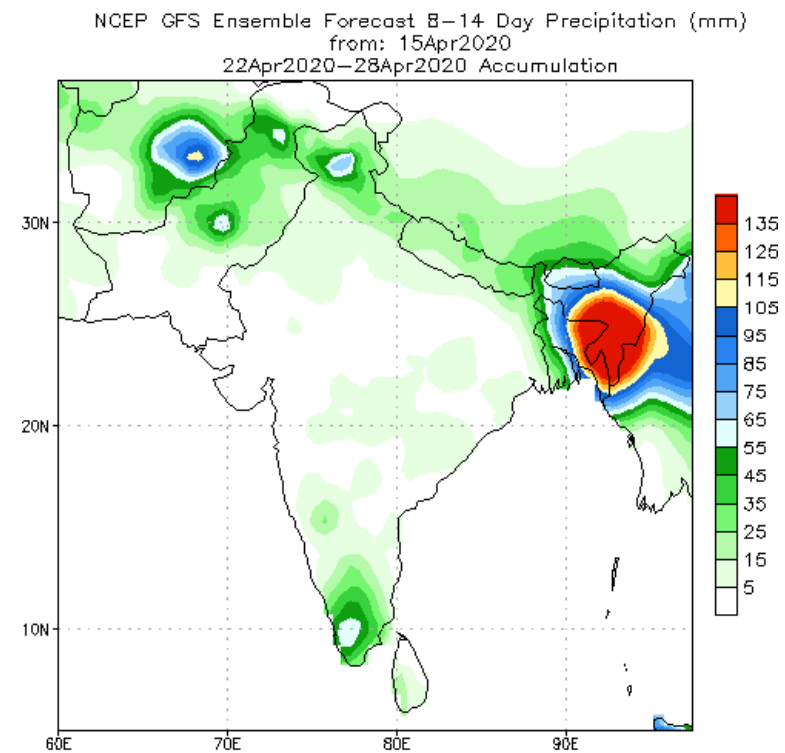 NCEP GFS Ensemble Forecast 8-14 Day Precipitation (mm)
from: 15Apr2020
22Apr2020-28Apr2020 Accumulation
30N
20N
10N
60E
70E
80E
90E
135
125
115
105
95
85
75
65
55
45
35
25
15
5